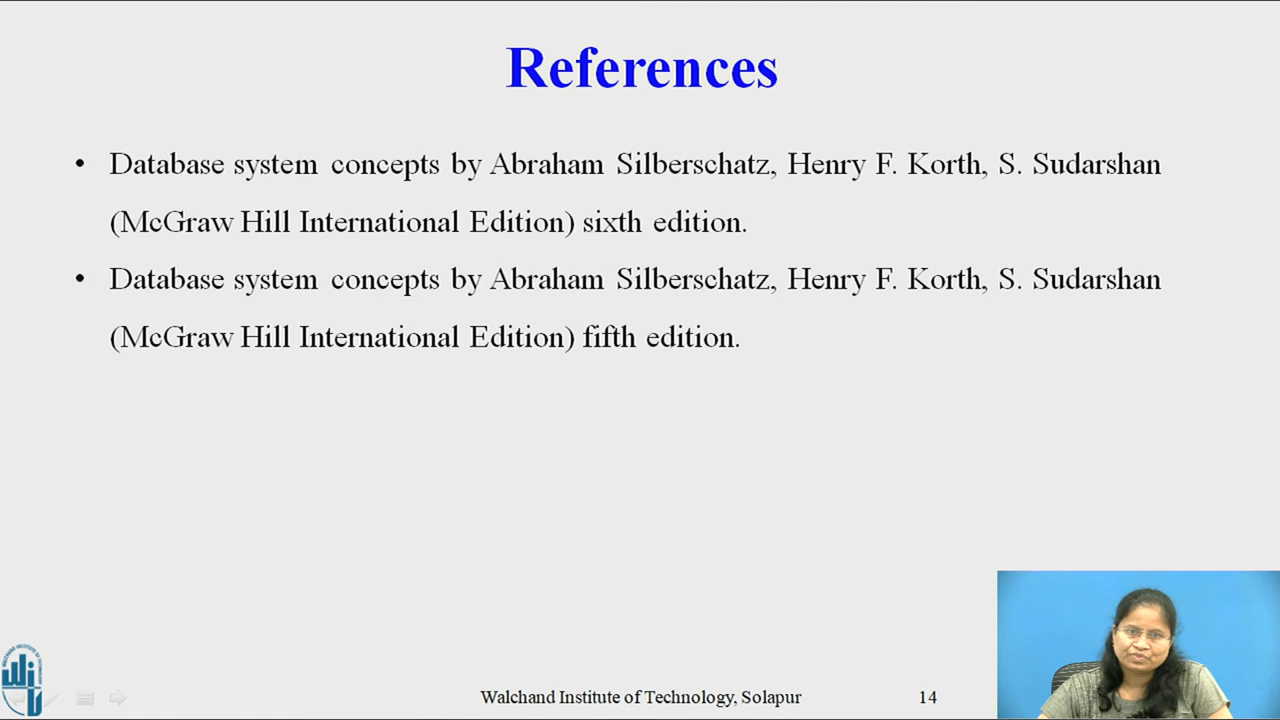 References
• Database system concepts by Abraham Silberschatz, Henry F. Korth, S. Sudarshan
(McGraw Hill International Edition) sixth edition.
• Database system concepts by Abraham Silberschatz, Henry F. Korth, S. Sudarshan
(McGraw Hill International Edition) fifth edition.
Walchand Institute of Technology, Solapur 14